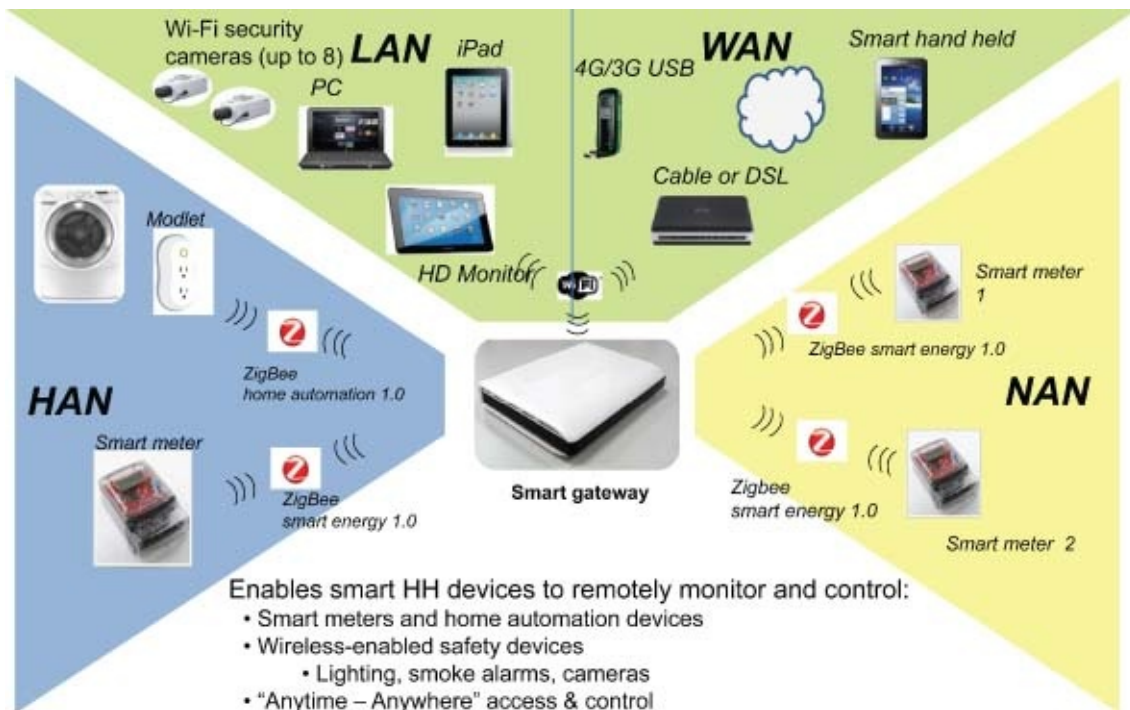 Wi-Fi security
cameras (up to 8)
LAN
iPad
PC
HD Monitor
WAN
4G/3G USB
Smart hand held
Cable or DSL
Wi Fi
Modlet
Z
ZigBee
home automation 1.0
HAN
Smart meter
Z
ZigBee
smart energy 1.0
Smart gateway
Smart meter
1
Z
ZigBee smart energy 1.0
NAN
Z
Zigbee
smart energy 1.0
Smart meter 2
Enables smart HH devices to remotely monitor and control:
• Smart meters and home automation devices
• Wireless-enabled safety devices
• Lighting, smoke alarms, cameras
• “Anytime – Anywhere” access & control